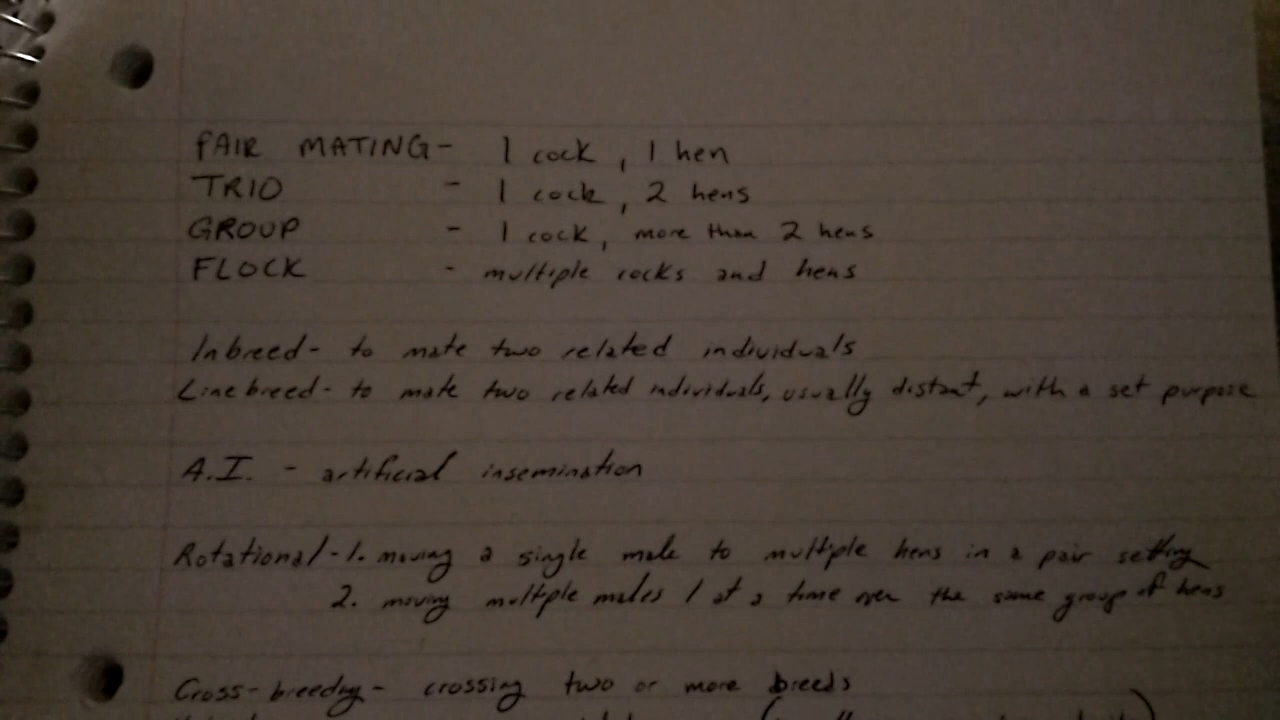 PAIR MATING- 1 cock, 1 hen
TRIO - 1 cock, 2 hens
GROUP - 1 cock, more than 2 hens
FLOCK - multiple cocks and hens
Inbreed- to mate two related individuals
Linebreed- to mate two related individuals, usually distant, with a set purpose
A.I. - artificial insemination
Rotational-1. moving a single male to multiple hens in a pair setting
2. moving multiple males 1 at a time over the same group of hens
Cross-breeding- crossing two or more breeds